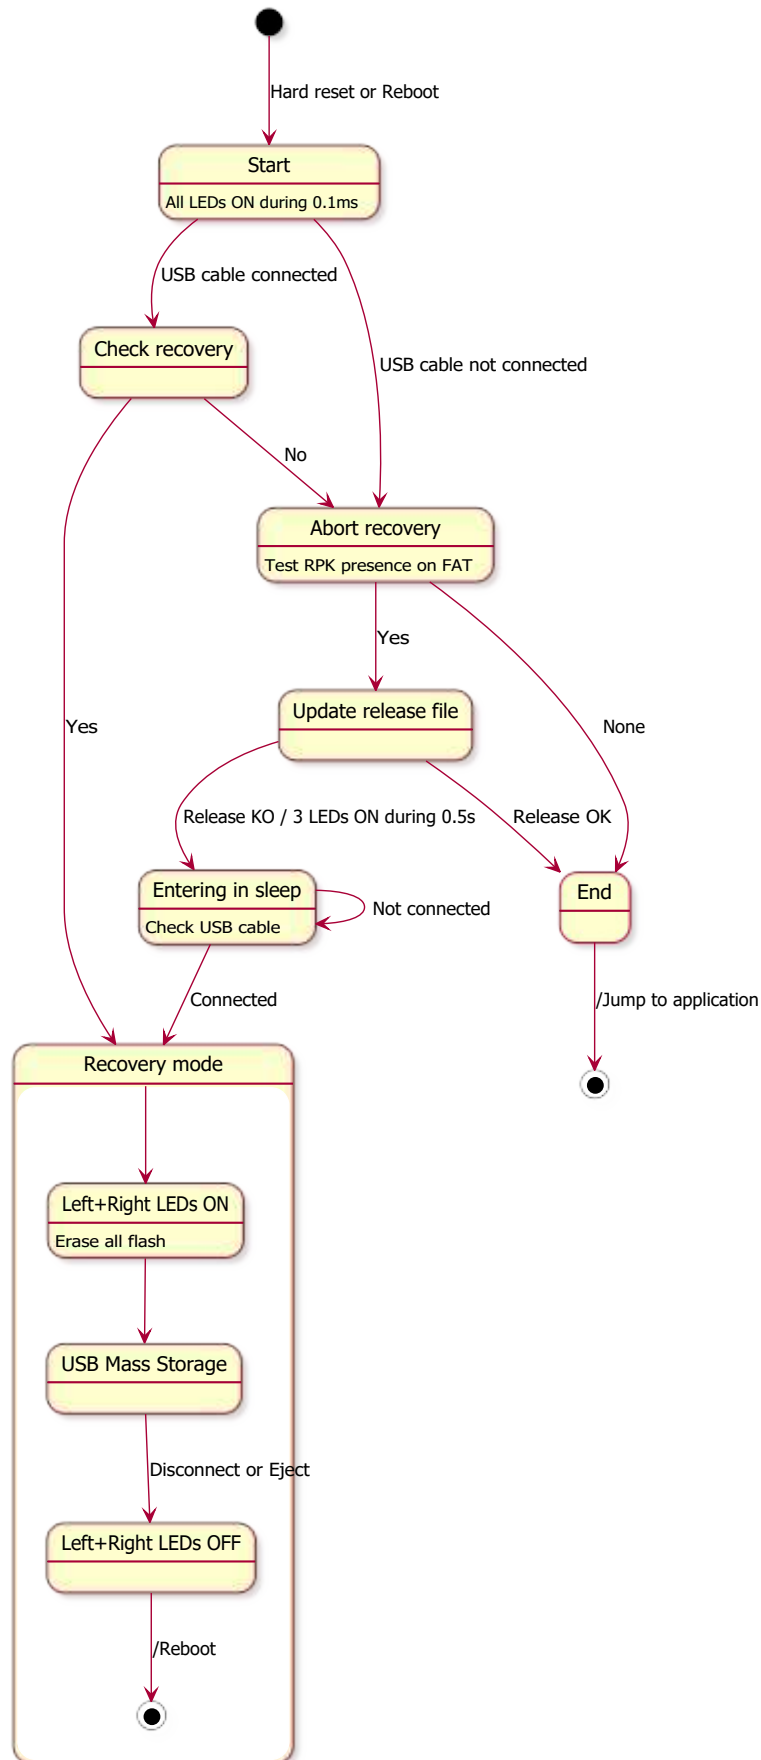 Hard reset or Reboot
Start
All LEDs ON during 0.1ms
USB cable connected
Check recovery
USB cable not connected
No
Abort recovery
Test RPK presence on FAT
Yes
Update release file
Yes
None
Release KO / 3 LEDs ON during 0.5s
Release OK
Entering in sleep
Check USB cable
Not connected
End
Connected
/Jump to application
Recovery mode
Left+Right LEDs ON
Erase all flash
USB Mass Storage
Disconnect or Eject
Left+Right LEDs OFF
/Reboot